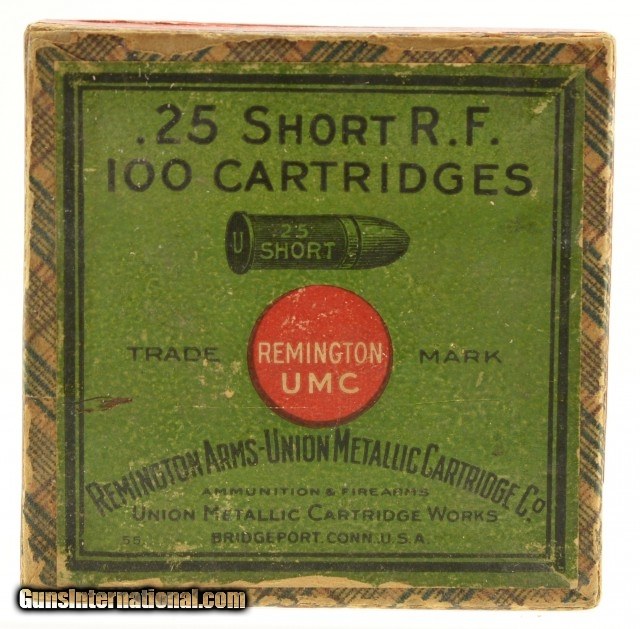 .25 SHORT R.F.
100 CARTRIDGES
U .25
SHORT
TRADE REMINGTON MARK
UMC
REMINGTON ARMS-UNION METALLIC CARTRIDGE CO
AMMUNITION & FIREARMS
UNION METALLIC CARTRIDGE WORKS
55 BRIDGEPORT. CONN. U.S.A.
GunsInternational.com